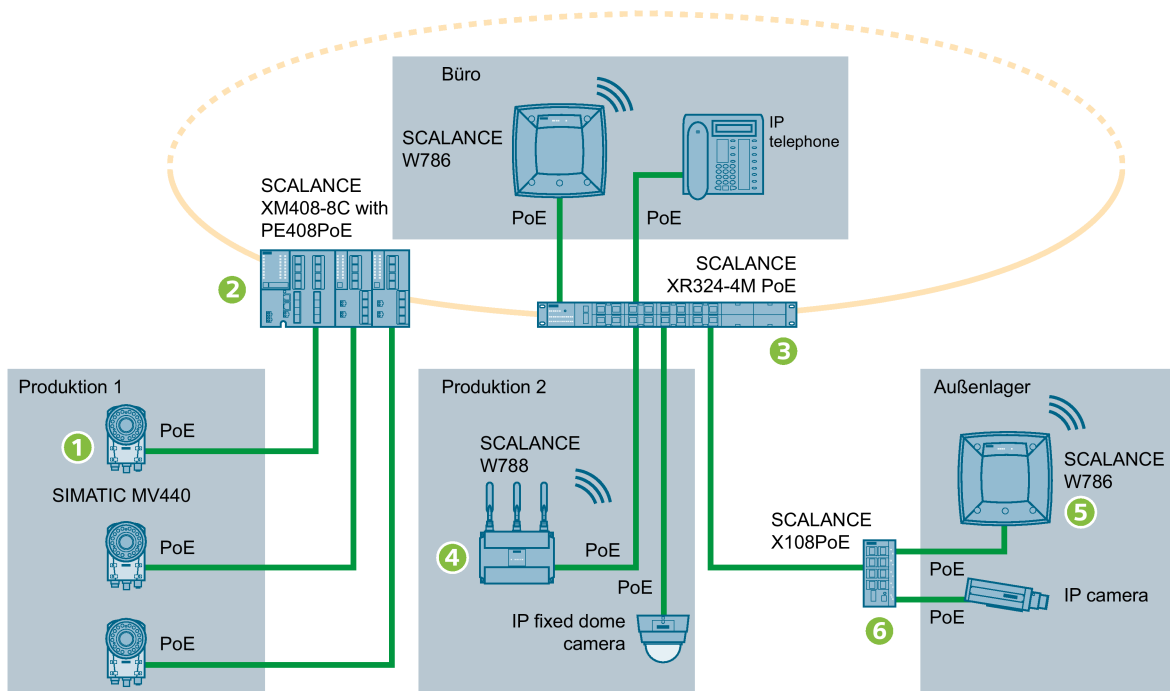 Büro
SCALANCE
W786
IP
telephone
PoE
PoE
SCALANCE
XM408-8C with
PE408PoE
2
SCALANCE
XR324-4M PoE
3
Produktion 1
1
PoE
SIMATIC MV440
PoE
PoE
Produktion 2
SCALANCE
W788
4
PoE
PoE
IP fixed dome
camera
Außenlager
SCALANCE
W786
5
SCALANCE
X108PoE
6
PoE
PoE
IP camera